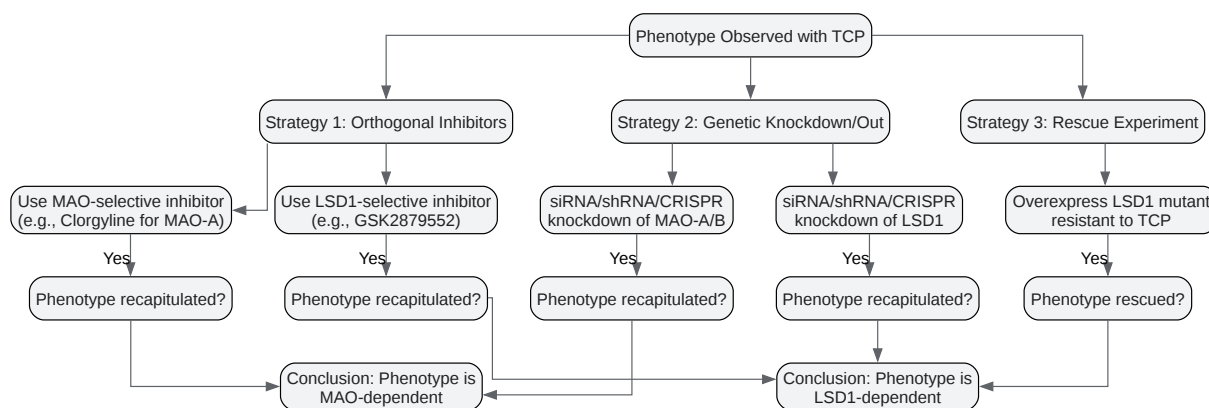 Phenotype Observed with TCP
Strategy 1: Orthogonal Inhibitors
Strategy 2: Genetic Knockdown/Out
Strategy 3: Rescue Experiment
Use MAO-selective inhibitor
(e.g., Clorgyline for MAO-A)
Use LSD1-selective inhibitor
(e.g., GSK2879552)
siRNA/shRNA/CRISPR
knockdown of MAO-A/B
siRNA/shRNA/CRISPR
knockdown of LSD1
Overexpress LSD1 mutant
resistant to TCP
Yes
Yes
Yes
Yes
Yes
Phenotype recapitulated?
Phenotype recapitulated?
Phenotype recapitulated?
Phenotype recapitulated?
Phenotype rescued?
Conclusion: Phenotype is
MAO-dependent
Conclusion: Phenotype is
LSD1-dependent